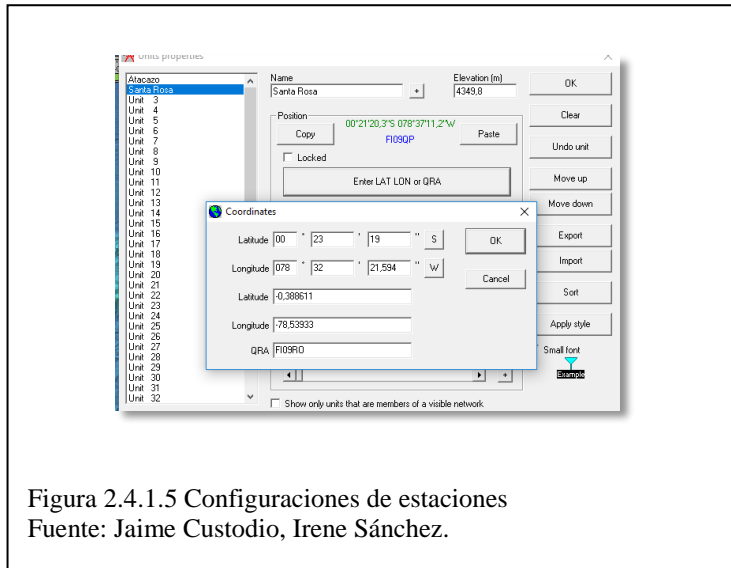 Units properties
Atacazo
Santa Rosa
Unit 3
Unit 4
Unit 5
Unit 6
Unit 7
Unit 8
Unit 9
Unit 10
Unit 11
Unit 12
Unit 13
Unit 14
Unit 15
Unit 16
Unit 17
Unit 18
Unit 19
Unit 20
Unit 21
Unit 22
Unit 23
Unit 24
Unit 25
Unit 26
Unit 27
Unit 28
Unit 29
Unit 30
Unit 31
Unit 32
Name
Santa Rosa
+
Elevation (m)
4349,8
Position
Copy
00°21'20,3"S 078°37'11,2"W
FI09QP
Paste
Locked
Enter LAT LON or QRA
Coordinates
Latitude 00 ° 23 ' 19 " S
Longitude 078 ° 32 ' 21,594 " W
Latitude -0,388611
Longitude -78,53933
QRA FI09RO
OK
Cancel
+
Show only units that are members of a visible network
OK
Clear
Undo unit
Move up
Move down
Export
Import
Sort
Apply style
Small font
Example
Figura 2.4.1.5 Configuraciones de estaciones
Fuente: Jaime Custodio, Irene Sánchez.